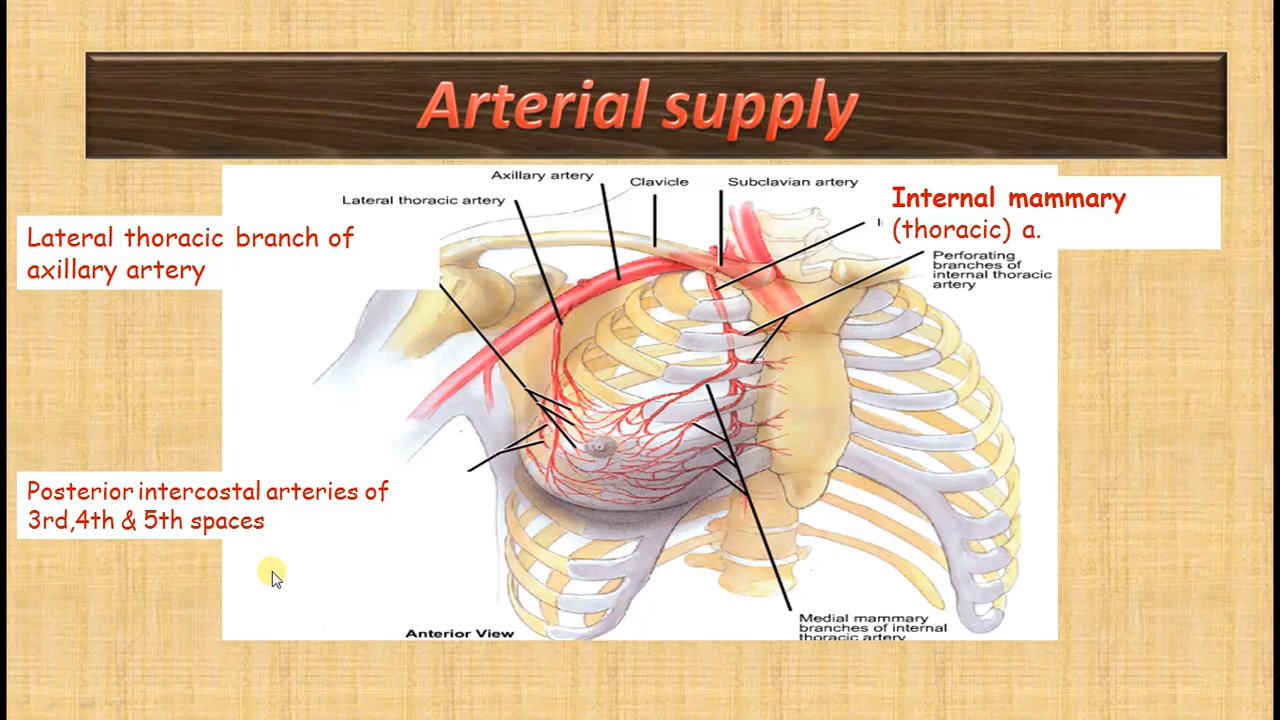 Arterial supply
Axillary artery
Clavicle
Subclavian artery
Lateral thoracic artery
Internal mammary
(thoracic) a.
Lateral thoracic branch of
axillary artery
Perforating
branches of
internal thoracic
artery
Posterior intercostal arteries of
3rd,4th & 5th spaces
Medial mammary
branches of internal
thoracic artery
Anterior View